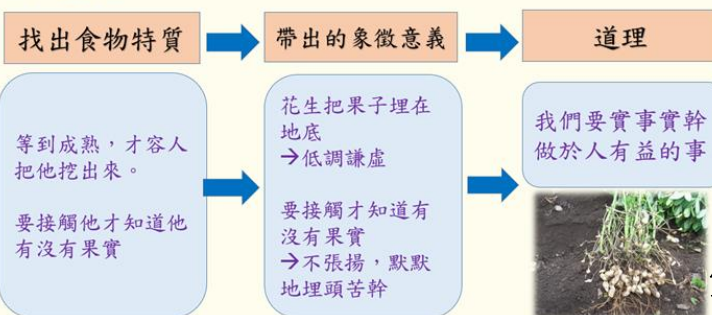 找出食物特質
帶出的象徵意義
道理
等到成熟，才容人
把他挖出來。
要接觸他才知道他
有沒有果實
花生把果子埋在
地底
→低調謙虛
要接觸才知道有
沒有果實
→不張揚，默默
地埋頭苦幹
我們要實事實幹
做於人有益的事